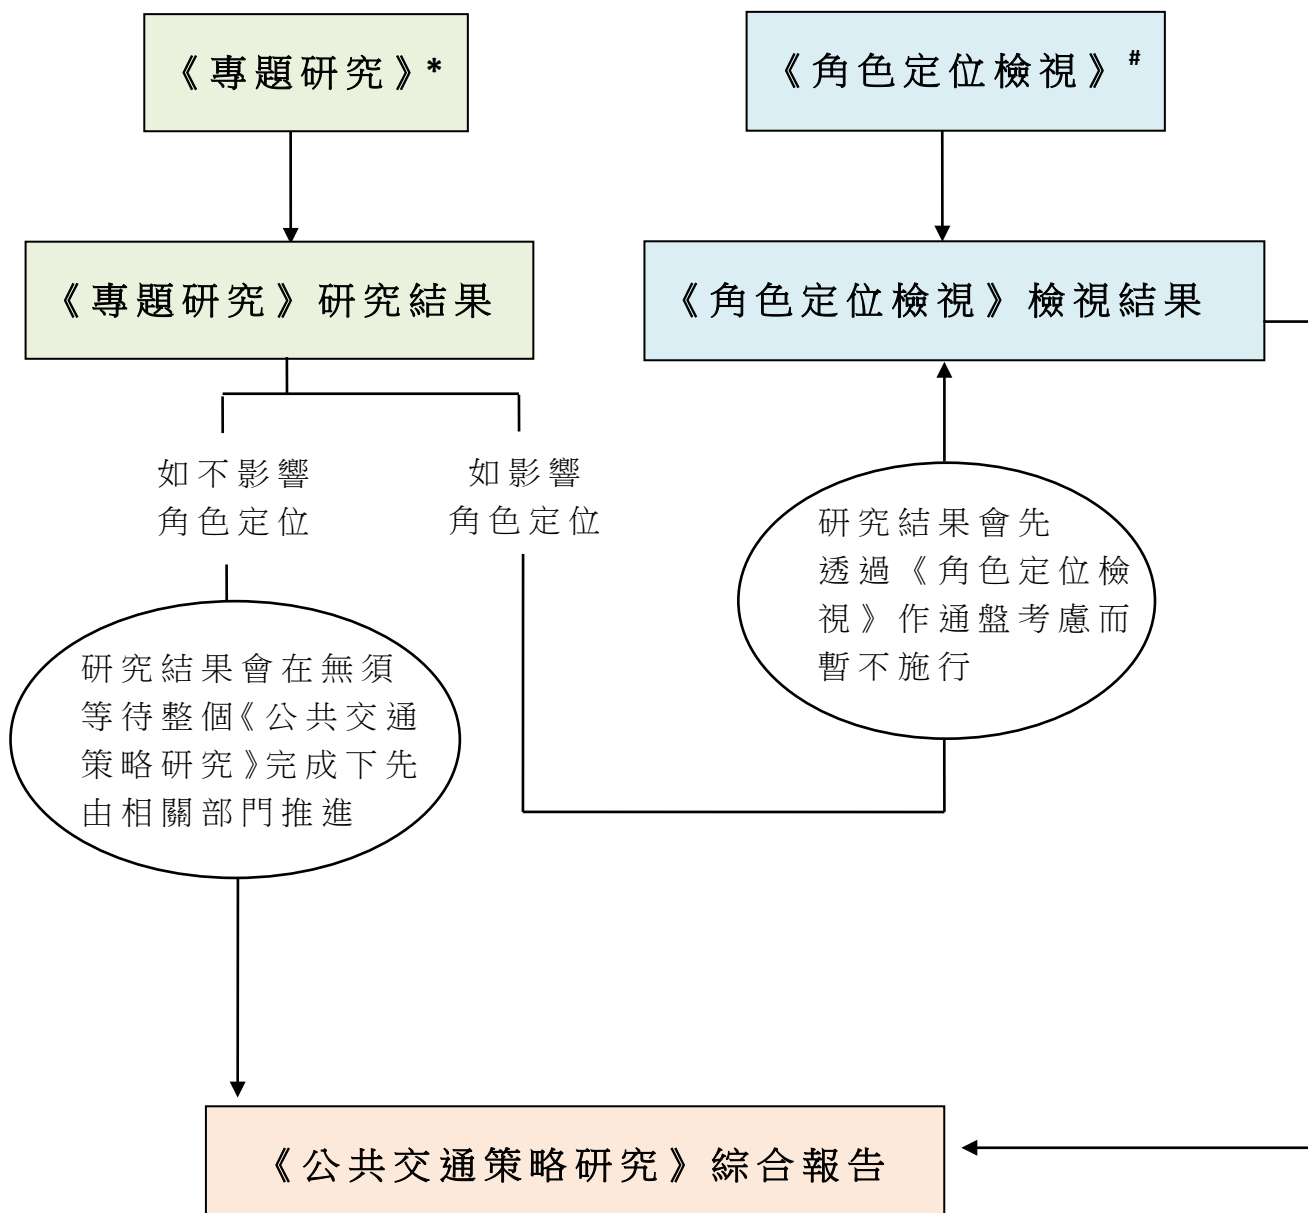 《專題研究》*
《角色定位檢視》#
《專題研究》研究結果
《角色定位檢視》檢視結果
如不影響
角色定位
如影響
角色定位
研究結果會先
透過《角色定位檢
視》作通盤考慮而
暫不施行
研究結果會在無須
等待整個《公共交通
策略研究》完成下先
由相關部門推進
《公共交通策略研究》綜合報告